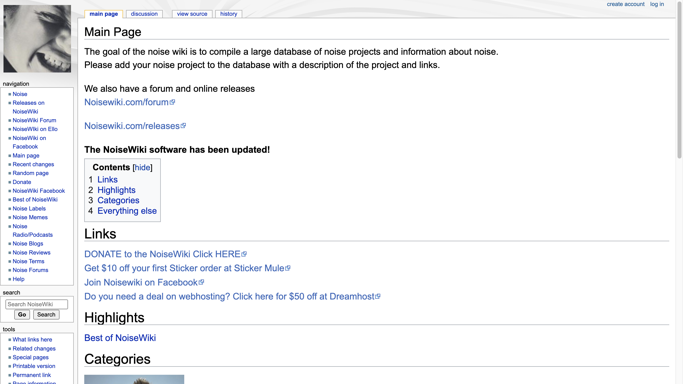 create account log in
main page discussion view source history
Main Page
The goal of the noise wiki is to compile a large database of noise projects and information about noise.
Please add your noise project to the database with a description of the project and links.
We also have a forum and online releases
Noisewiki.com/forum
Noisewiki.com/releases
The NoiseWiki software has been updated!
Contents [hide]
1 Links
2 Highlights
3 Categories
4 Everything else
Links
DONATE to the NoiseWiki Click HERE
Get $10 off your first Sticker order at Sticker Mule
Join Noisewiki on Facebook
Do you need a deal on webhosting? Click here for $50 off at Dreamhost
Highlights
Best of NoiseWiki
Categories
navigation
Noise
Releases on
NoiseWiki
NoiseWiki Forum
NoiseWiki on Ello
NoiseWiki on
Facebook
Main page
Recent changes
Random page
Donate
NoiseWiki Facebook
Best of NoiseWiki
Noise Labels
Noise Memes
Noise
Radio/Podcasts
Noise Blogs
Noise Reviews
Noise Terms
Noise Forums
Help
search
Search NoiseWiki
Go Search
tools
What links here
Related changes
Special pages
Printable version
Permanent link